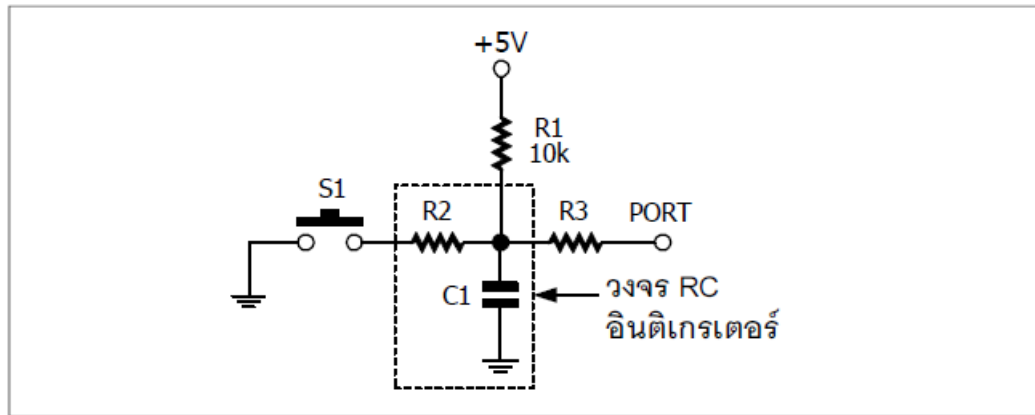 +5V
R1
10k
S1
R2
R3
PORT
C1
วงจร RC
อินติเกรเตอร์